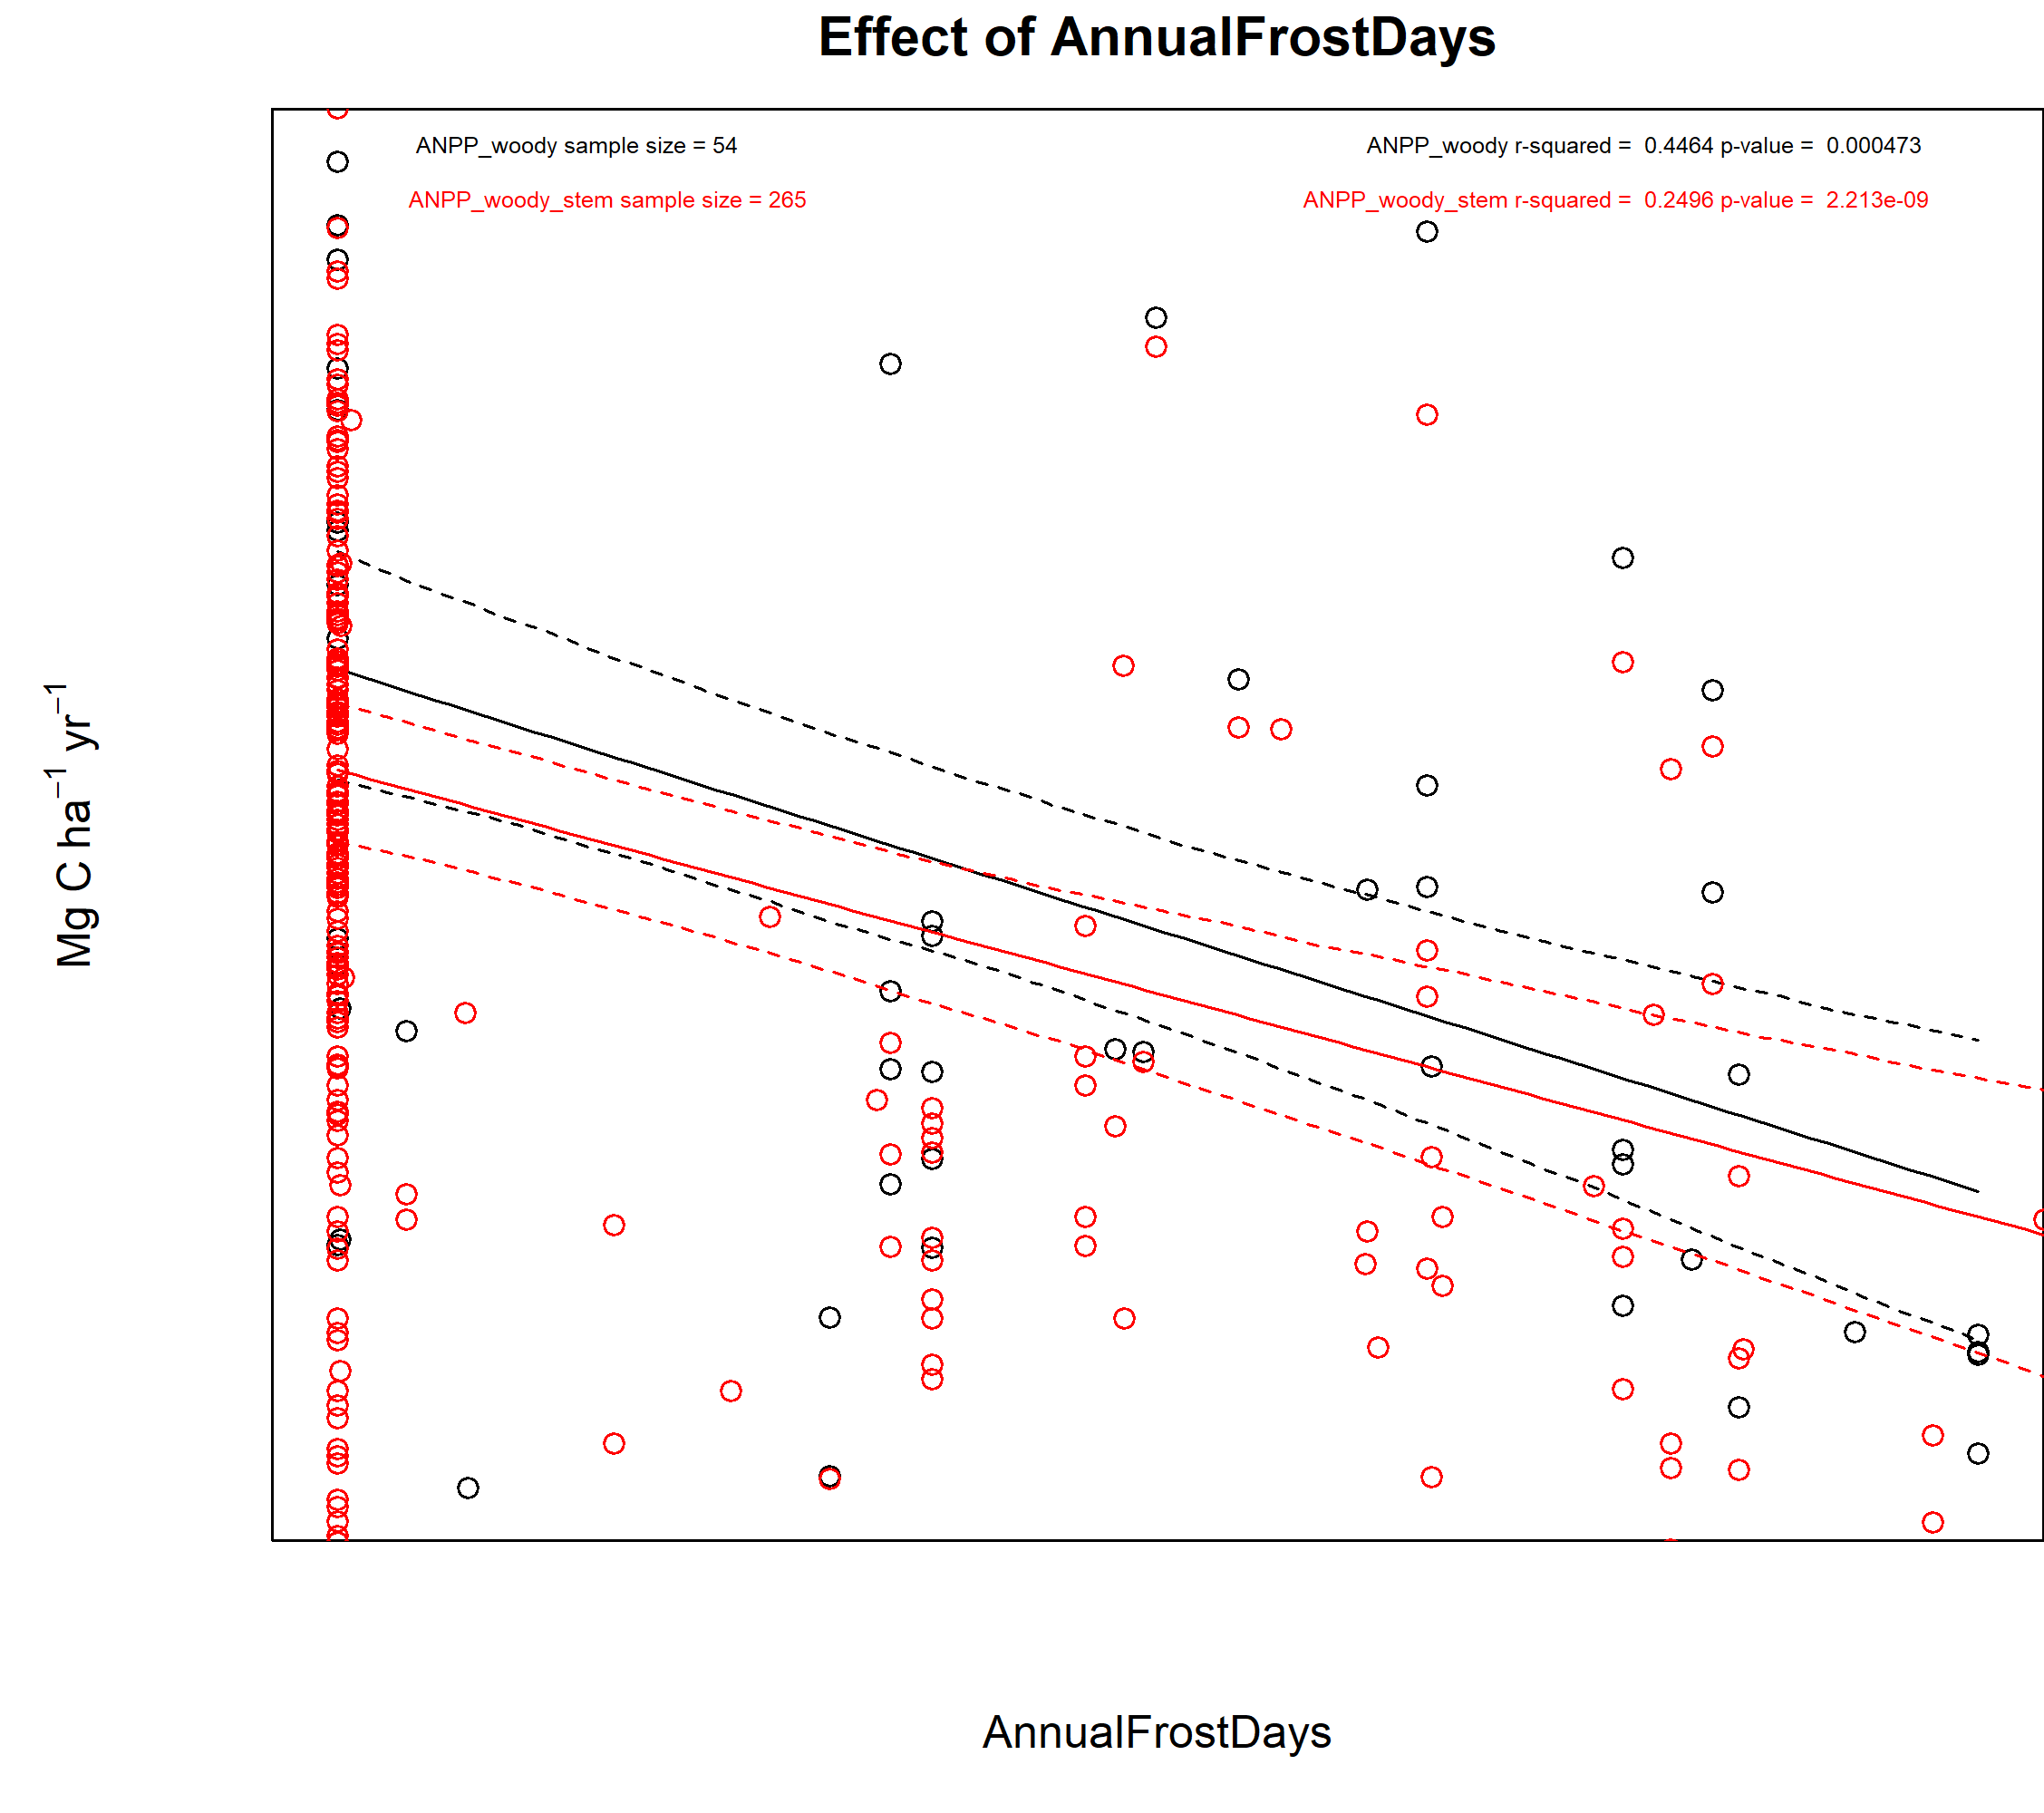 Effect of AnnualFrostDays
ANPP_woody sample size = 54
ANPP_woody r-squared = 0.4464 p-value = 0.000473
ANPP_woody_stem sample size = 265
ANPP_woody_stem r-squared = 0.2496 p-value = 2.213e-09
Mg C ha⁻¹ yr⁻¹
AnnualFrostDays